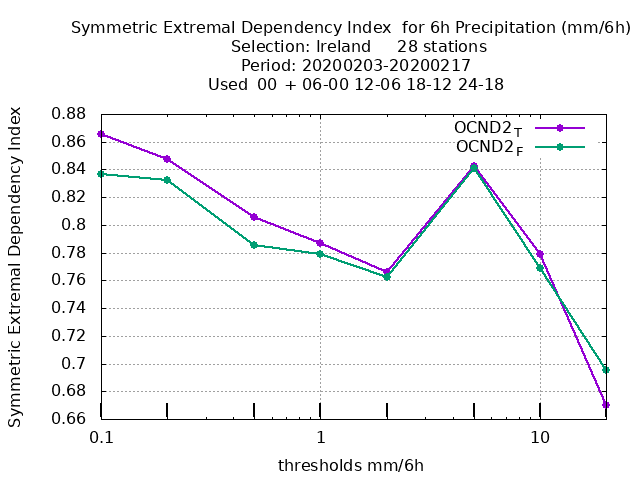 Symmetric Extremal Dependency Index  for 6h Precipitation (mm/6h)
Selection: Ireland     28 stations
Period: 20200203-20200217
Used  00 + 06-00 12-06 18-12 24-18
Symmetric Extremal Dependency Index
0.88
0.86
0.84
0.82
0.8
0.78
0.76
0.74
0.72
0.7
0.68
0.66
OCND2T
OCND2F
0.1 1 10
thresholds mm/6h